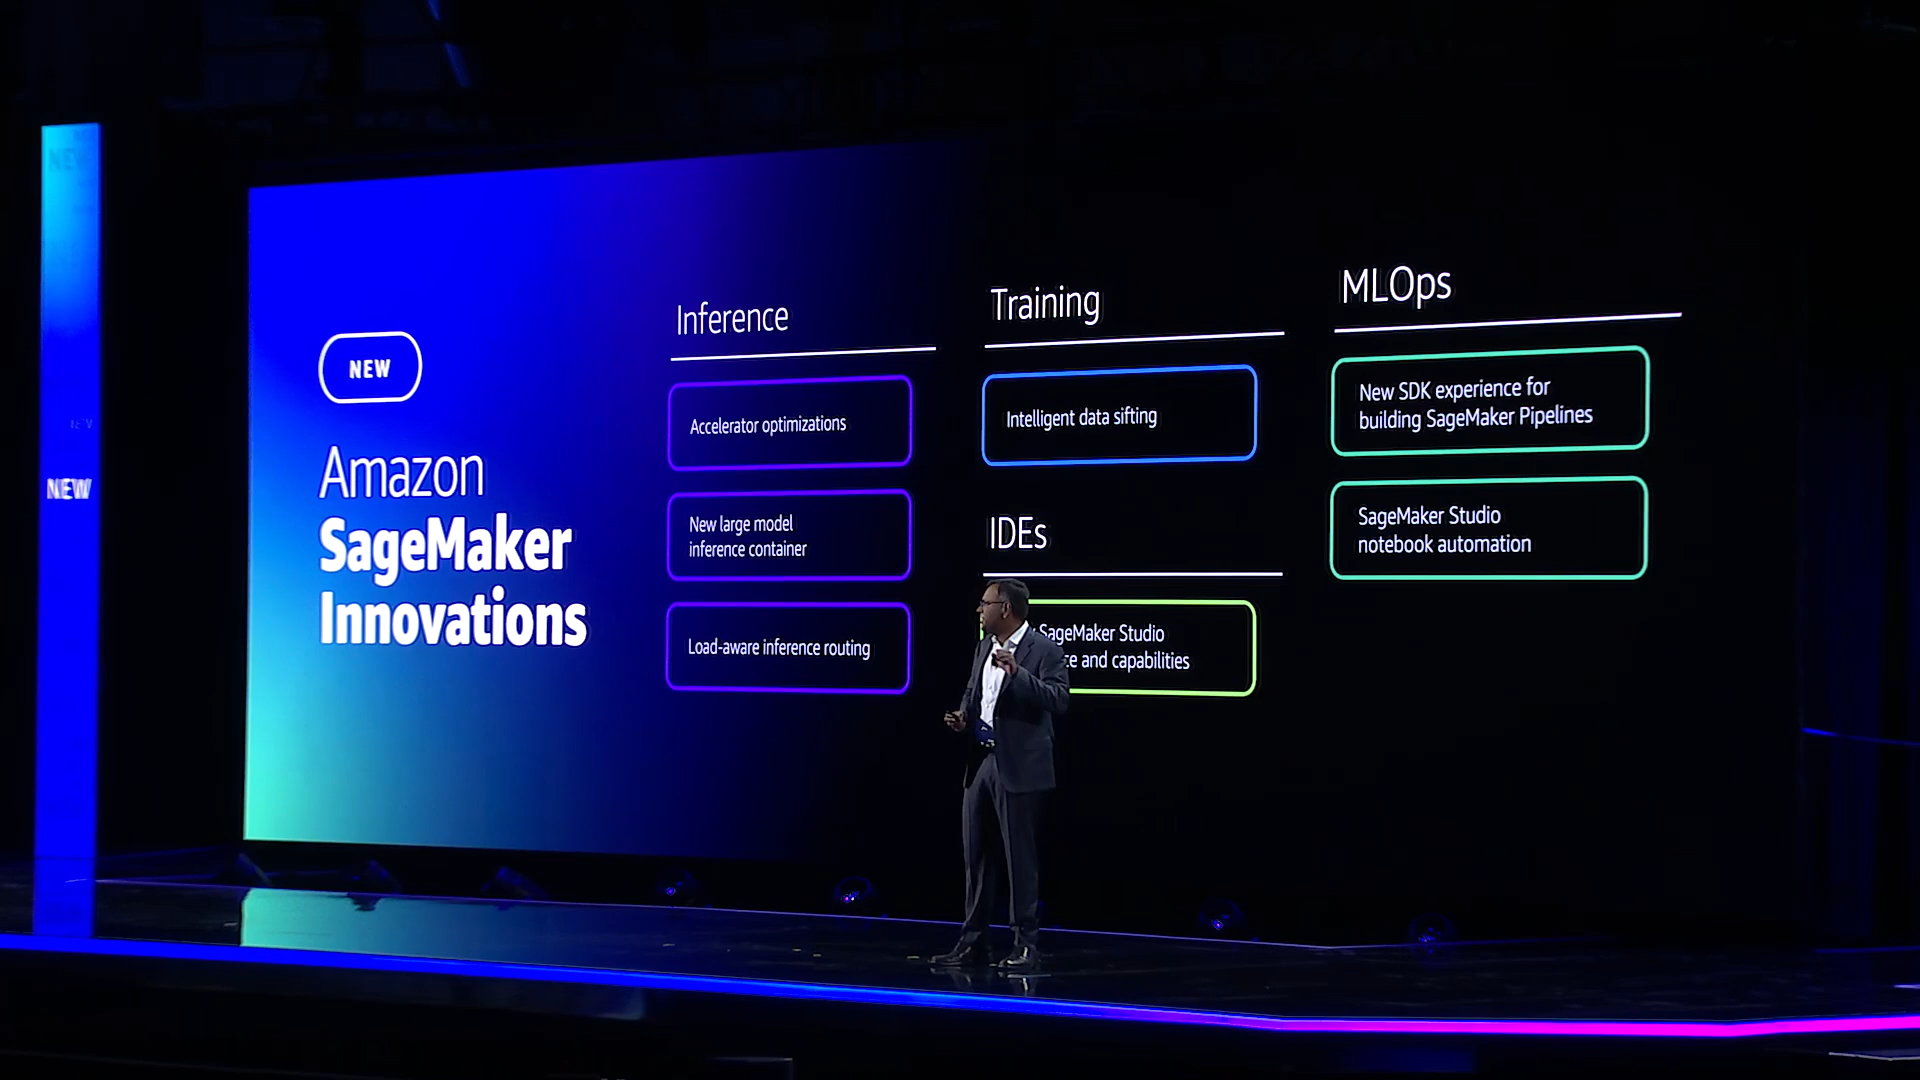 NEW
NEW
Amazon
SageMaker
Innovations
Inference
Accelerator optimizations
New large model
inference container
Load-aware inference routing
Training
Intelligent data sifting
IDEs
SageMaker Studio
and capabilities
MLOps
New SDK experience for
building SageMaker Pipelines
SageMaker Studio
notebook automation